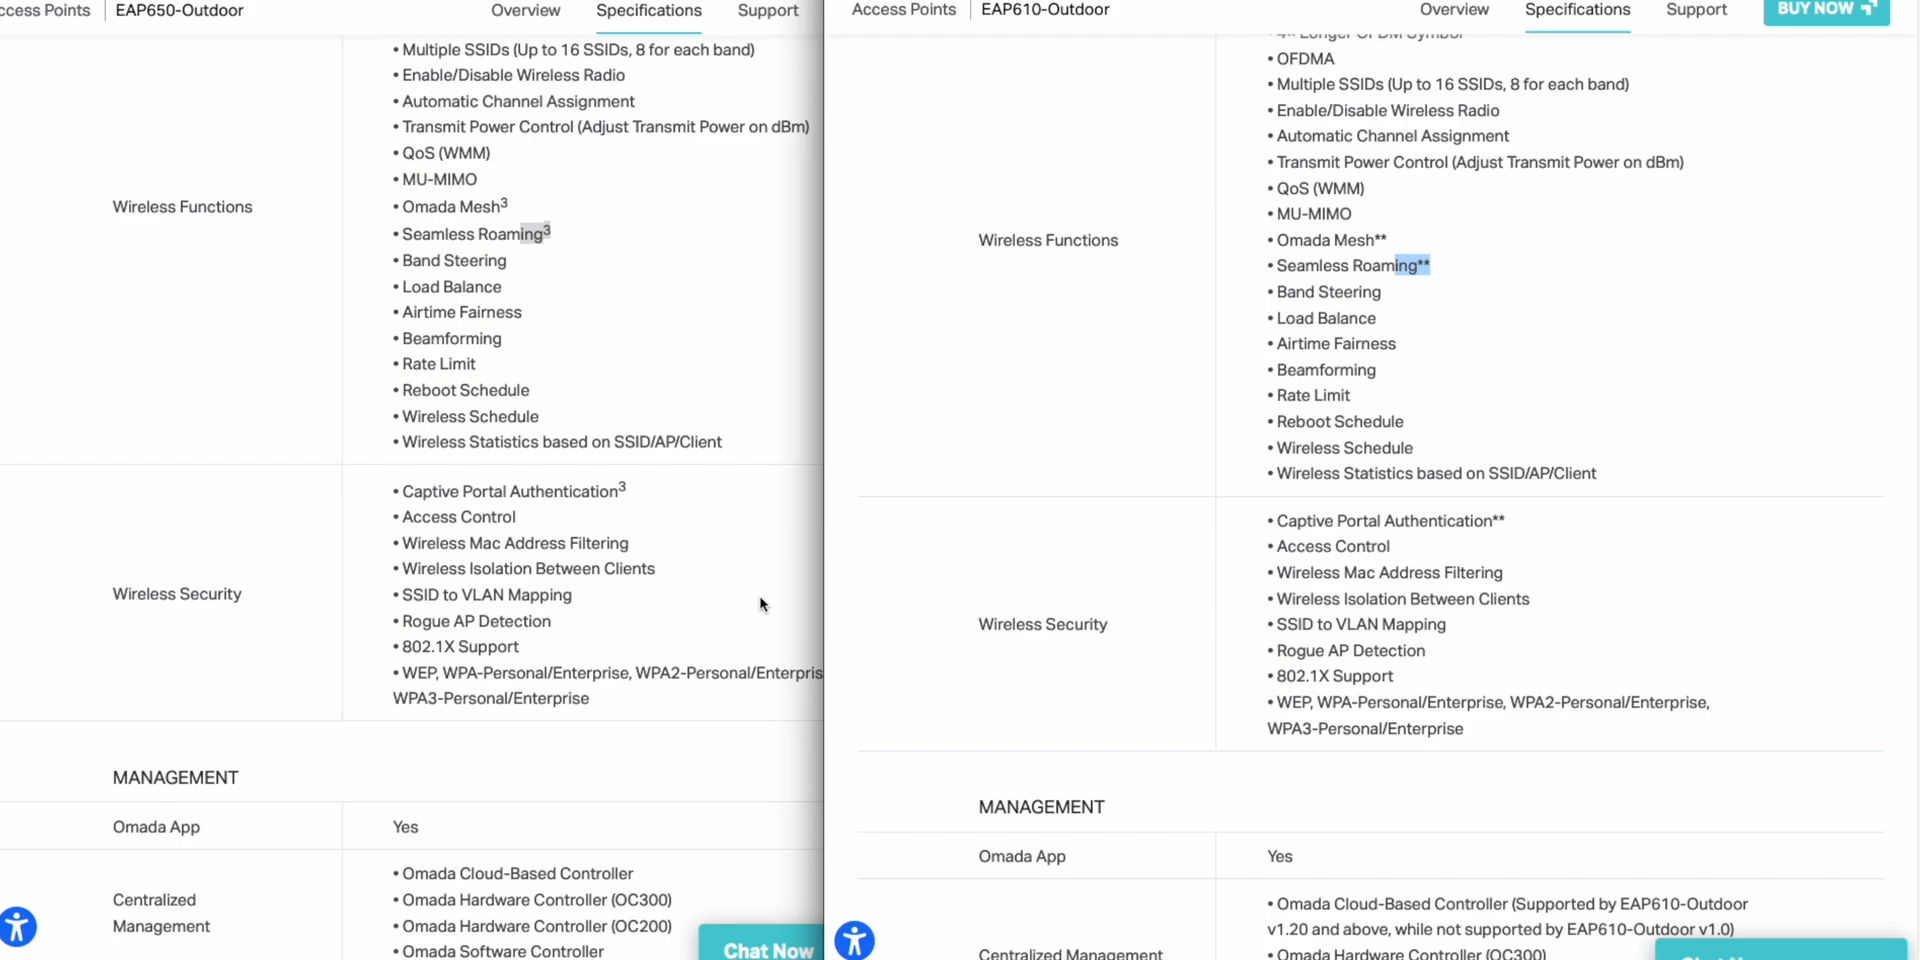 ccess Points | EAP650-Outdoor
Overview
Specifications
Support
• Multiple SSIDs (Up to 16 SSIDs, 8 for each band)
• Enable/Disable Wireless Radio
• Automatic Channel Assignment
• Transmit Power Control (Adjust Transmit Power on dBm)
• QoS (WMM)
• MU-MIMO
Wireless Functions
• Omada Mesh³
• Seamless Roaming³
• Band Steering
• Load Balance
• Airtime Fairness
• Beamforming
• Rate Limit
• Reboot Schedule
• Wireless Schedule
• Wireless Statistics based on SSID/AP/Client
• Captive Portal Authentication³
• Access Control
• Wireless Mac Address Filtering
• Wireless Isolation Between Clients
Wireless Security
• SSID to VLAN Mapping
• Rogue AP Detection
• 802.1X Support
• WEP, WPA-Personal/Enterprise, WPA2-Personal/Enterpris
WPA3-Personal/Enterprise
MANAGEMENT
Omada App
Yes
Centralized
Management
• Omada Cloud-Based Controller
• Omada Hardware Controller (OC300)
• Omada Hardware Controller (OC200)
• Omada Software Controller
Chat Now
Access Points | EAP610-Outdoor
Overview
Specifications
Support
BUY NOW
• 4× Longer OFDM Symbol
• OFDMA
• Multiple SSIDs (Up to 16 SSIDs, 8 for each band)
• Enable/Disable Wireless Radio
• Automatic Channel Assignment
• Transmit Power Control (Adjust Transmit Power on dBm)
• QoS (WMM)
• MU-MIMO
Wireless Functions
• Omada Mesh**
• Seamless Roaming**
• Band Steering
• Load Balance
• Airtime Fairness
• Beamforming
• Rate Limit
• Reboot Schedule
• Wireless Schedule
• Wireless Statistics based on SSID/AP/Client
• Captive Portal Authentication**
• Access Control
• Wireless Mac Address Filtering
• Wireless Isolation Between Clients
Wireless Security
• SSID to VLAN Mapping
• Rogue AP Detection
• 802.1X Support
• WEP, WPA-Personal/Enterprise, WPA2-Personal/Enterprise,
WPA3-Personal/Enterprise
MANAGEMENT
Omada App
Yes
Centralized Management
• Omada Cloud-Based Controller (Supported by EAP610-Outdoor
v1.20 and above, while not supported by EAP610-Outdoor v1.0)
• Omada Hardware Controller (OC300)